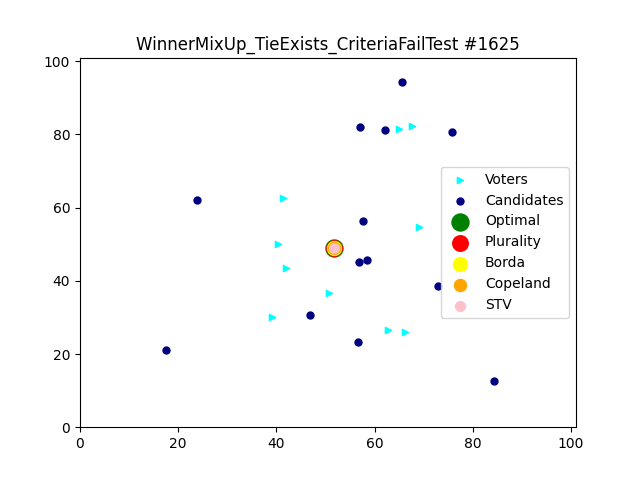 WinnerMixUp_TieExists_CriteriaFailTest #1625
100
80
60
40
20
0
0
20
40
60
80
100
Voters
Candidates
Optimal
Plurality
Borda
Copeland
STV